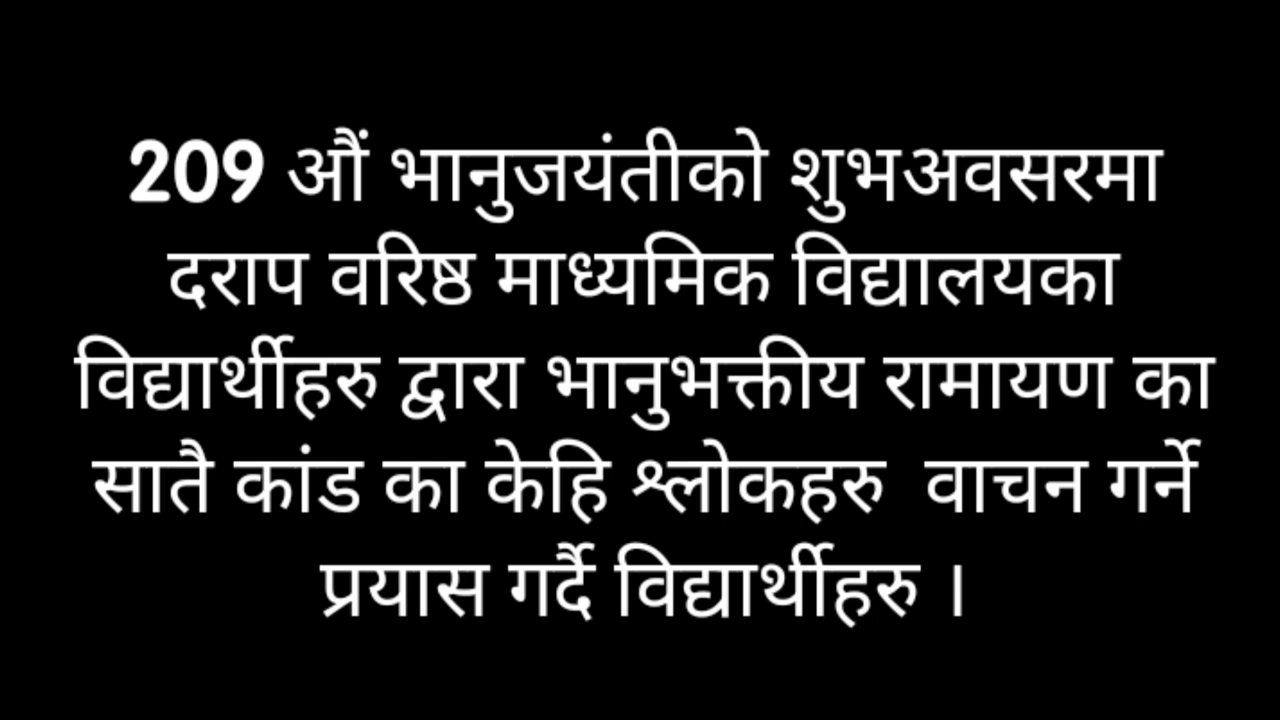 209 औं भानुजयंतीको शुभअवसरमा
दराप वरिष्ठ माध्यमिक विद्यालयका
विद्यार्थीहरु द्वारा भानुभक्तीय रामायण का
सातै कांड का केहि श्लोकहरु वाचन गर्ने
प्रयास गर्दै विद्यार्थीहरु ।